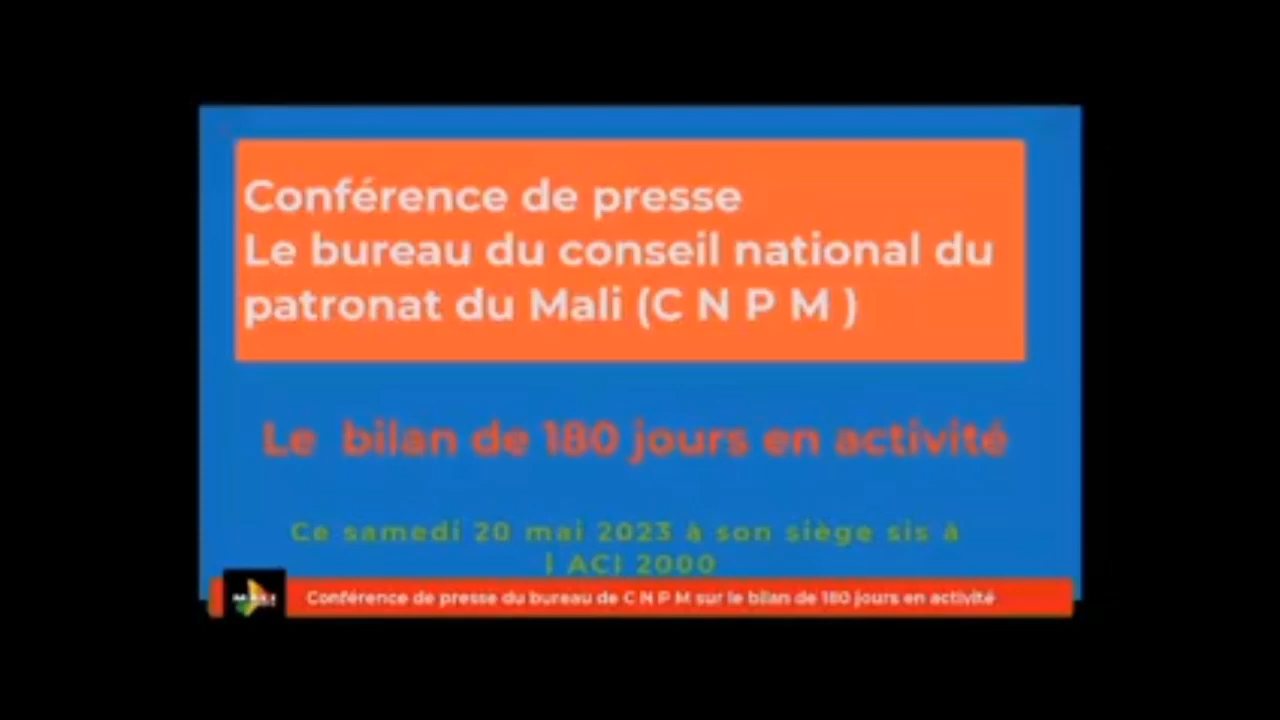 Conférence de presse
Le bureau du conseil national du
patronat du Mali (C N P M )
Le bilan de 180 jours en activité
Ce samedi 20 mai 2023 à son siège sis à
l ACI 2000
Conférence de presse du bureau de C N P M sur le bilan de 180 jours en activité